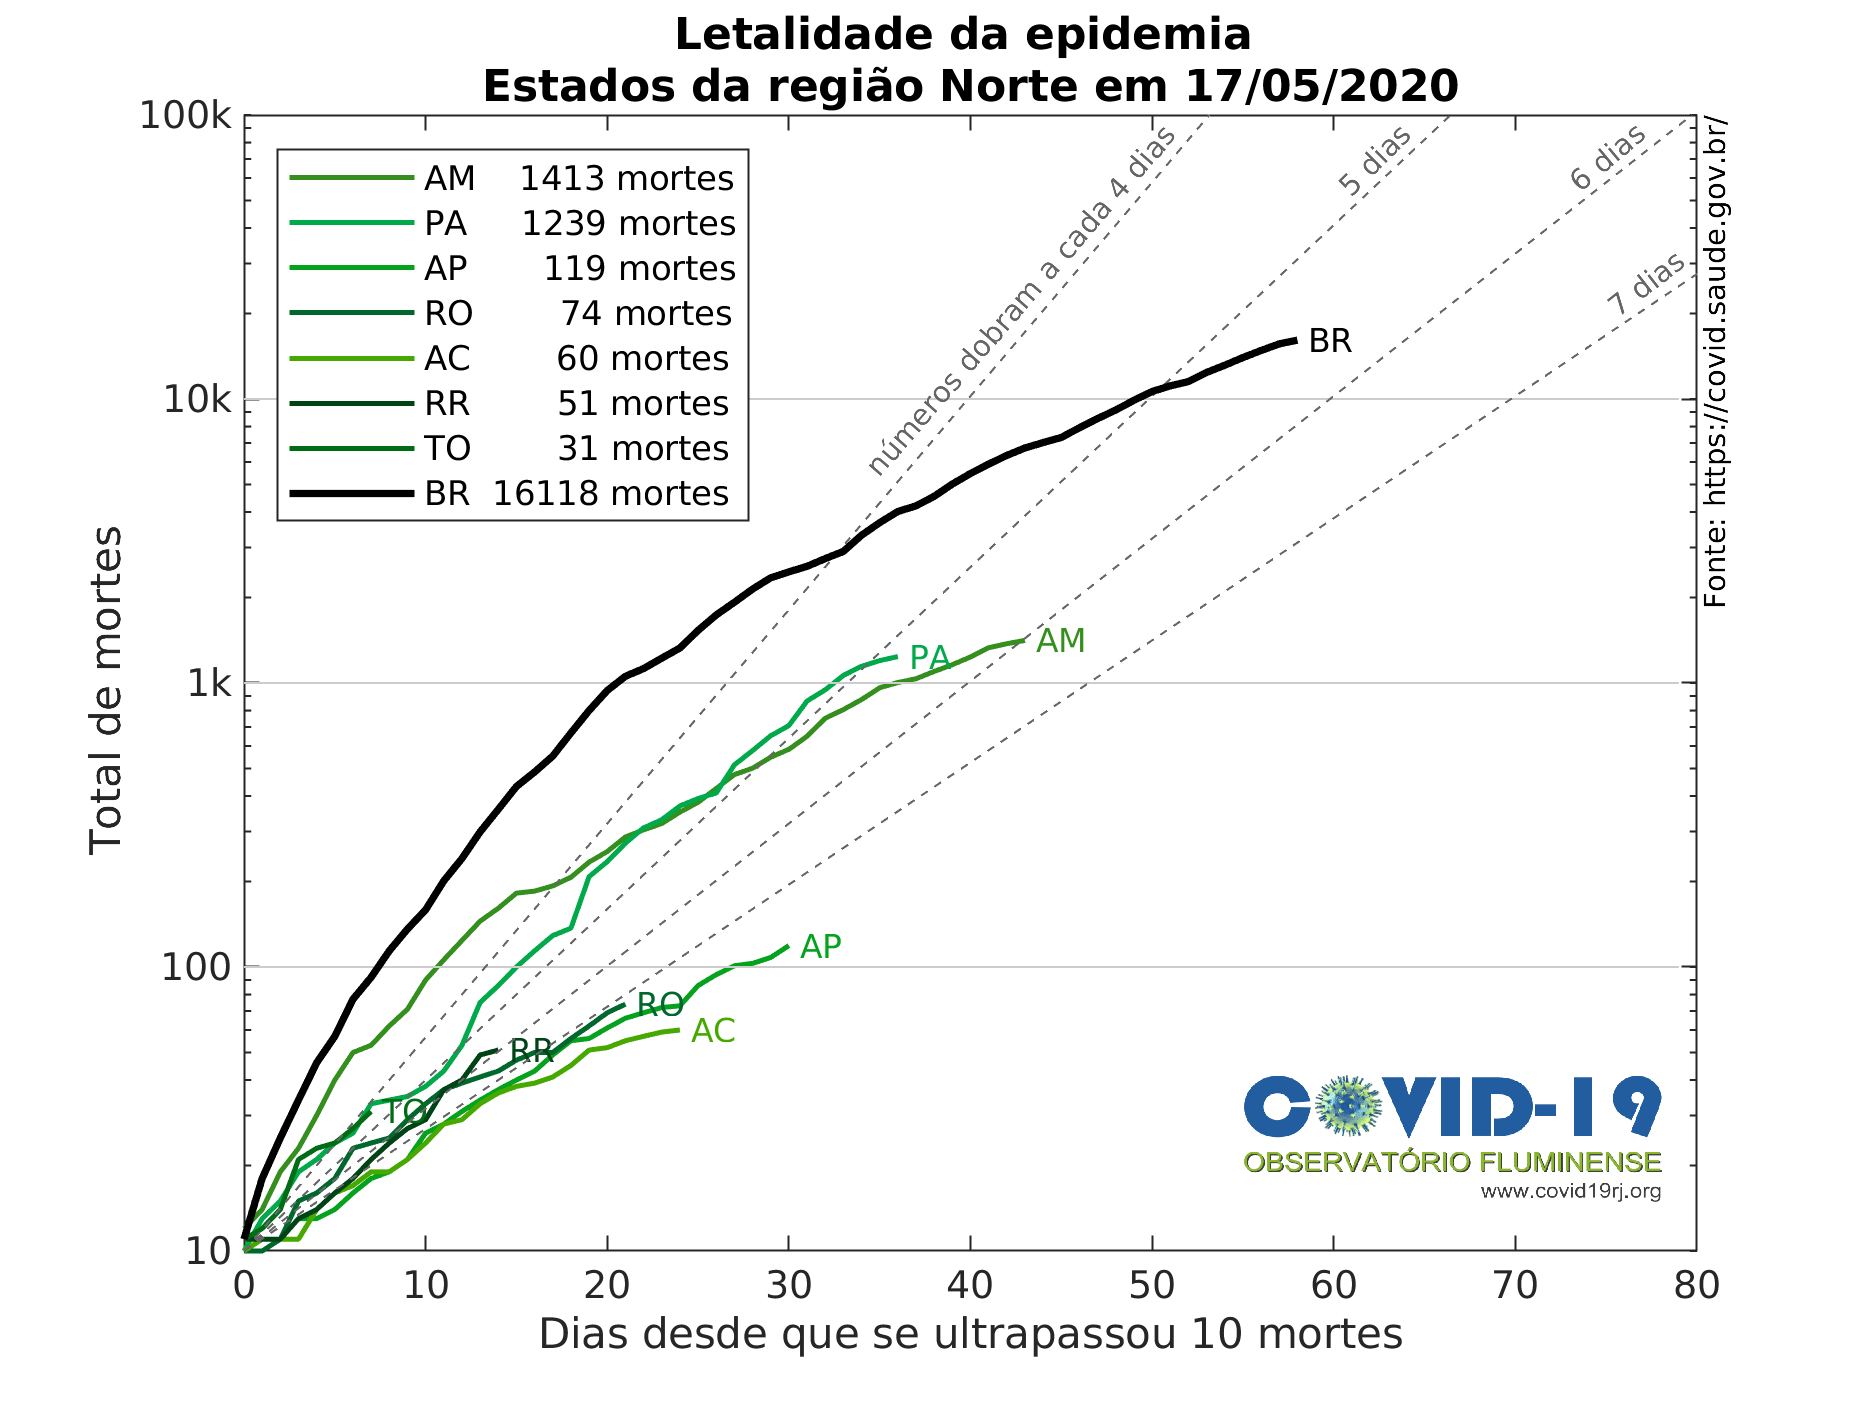 Letalidade da epidemia
Estados da região Norte em 17/05/2020
100k
10k
1k
100
10
Total de mortes
AM 1413 mortes
PA 1239 mortes
AP 119 mortes
RO 74 mortes
AC 60 mortes
RR 51 mortes
TO 31 mortes
BR 16118 mortes
números dobram a cada 4 dias
5 dias
6 dias
7 dias
BR
AM
PA
AP
RO
AC
RR
TO
Fonte: https://covid.saude.gov.br/
COVID-19
OBSERVATÓRIO FLUMINENSE
www.covid19rj.org
0 10 20 30 40 50 60 70 80
Dias desde que se ultrapassou 10 mortes